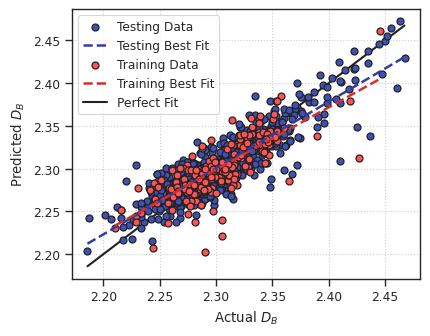 Testing Data
Testing Best Fit
Training Data
Training Best Fit
Perfect Fit
Predicted D_B
2.45
2.40
2.35
2.30
2.25
2.20
2.20 2.25 2.30 2.35 2.40 2.45
Actual D_B